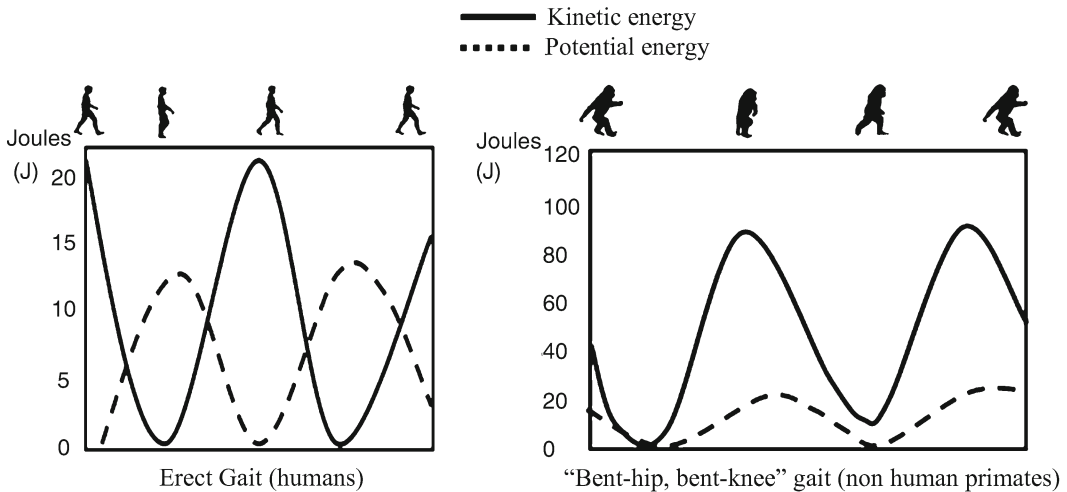 Kinetic energy
Potential energy
Joules
(J)
20
15
10
5
0
Erect Gait (humans)
Joules
(J)
120
100
80
60
40
20
0
“Bent-hip, bent-knee” gait (non human primates)